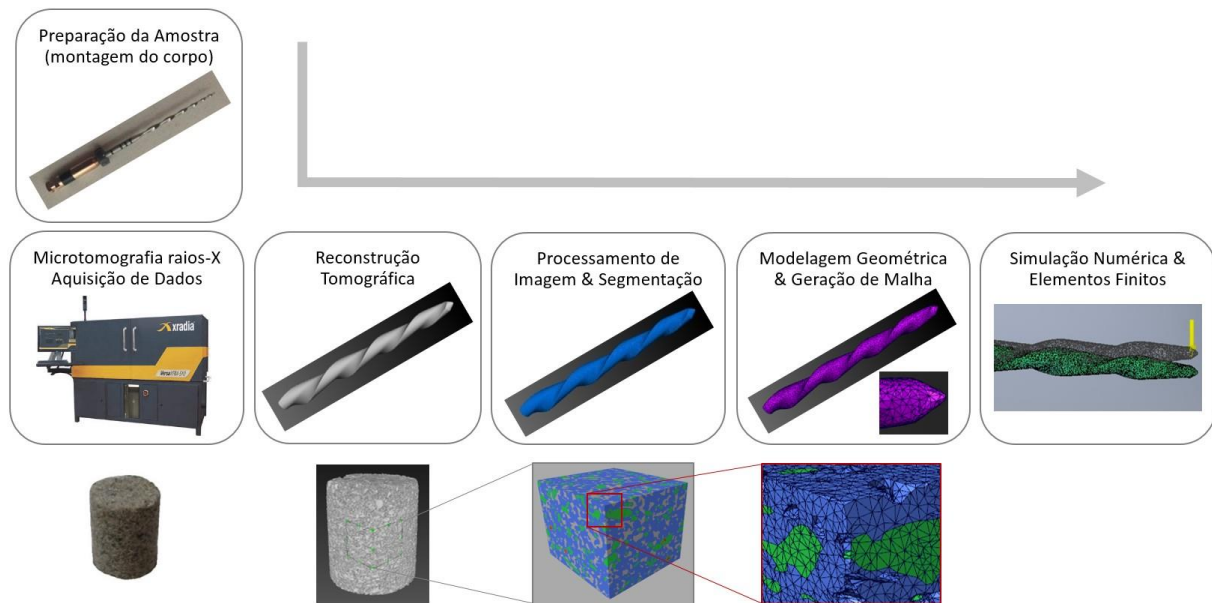 Preparação da Amostra
(montagem do corpo)
Microtomografia raios-X
Aquisição de Dados
xradia
Reconstrução
Tomográfica
Processamento de
Imagem & Segmentação
Modelagem Geométrica
& Geração de Malha
Simulação Numérica &
Elementos Finitos